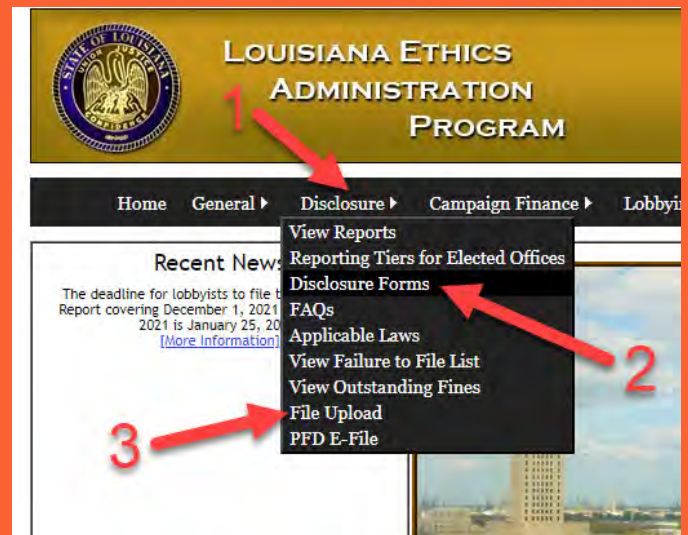 STATE OF LOUISIANA
UNION JUSTICE
CONFIDENCE
LOUISIANA ETHICS
ADMINISTRATION
PROGRAM
1
Home General Disclosure Campaign Finance Lobbyin
View Reports
Reporting Tiers for Elected Offices
Disclosure Forms
FAQs
Applicable Laws
View Failure to File List
View Outstanding Fines
File Upload
PFD E-File
2
3
Recent News
The deadline for lobbyists to file t
Report covering December 1, 2021
2021 is January 25, 20
[More Information]